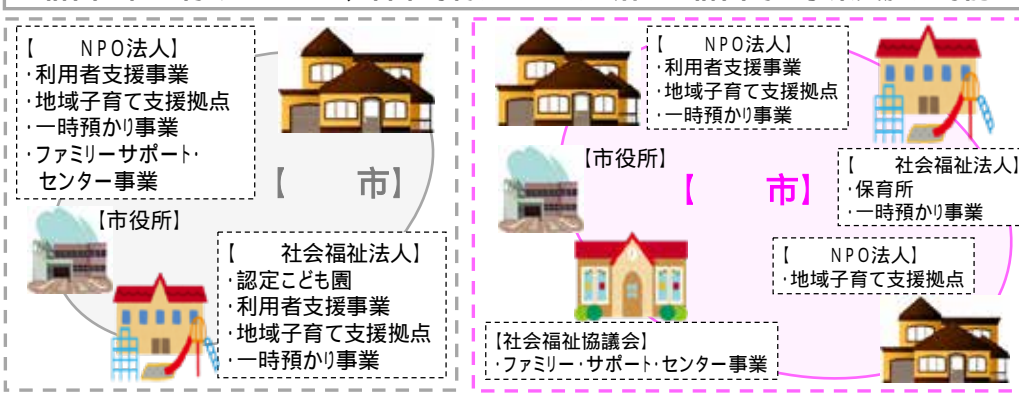 【　　NPO法人】
・利用者支援事業
・地域子育て支援拠点
・一時預かり事業
・ファミリーサポート・
センター事業
【　　市】
【市役所】
【　　社会福祉法人】
・認定こども園
・利用者支援事業
・地域子育て支援拠点
・一時預かり事業
【　　NPO法人】
・利用者支援事業
・地域子育て支援拠点
・一時預かり事業
【市役所】
【　　市】
【　　社会福祉法人】
・保育所
・一時預かり事業
【　　NPO法人】
・地域子育て支援拠点
【社会福祉協議会】
・ファミリー・サポート・センター事業